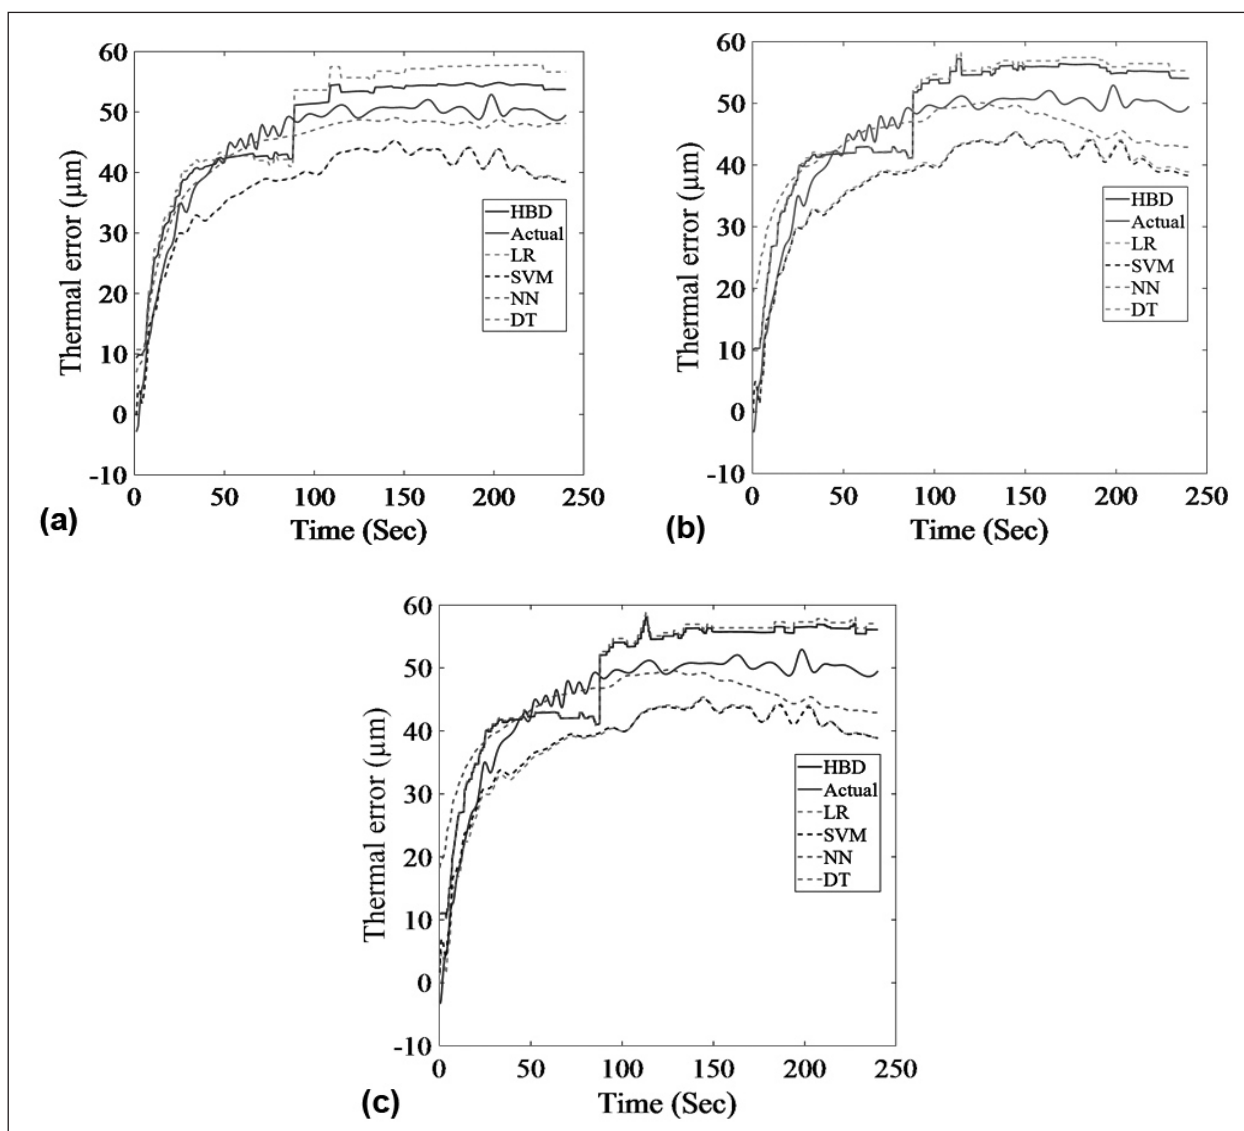 60
50
40
30
20
10
0
-10
Thermal error (μm)
HBD
Actual
LR
SVM
NN
DT
0 50 100 150 200 250
Time (Sec)
(a)
60
50
40
30
20
10
0
-10
Thermal error (μm)
HBD
Actual
LR
SVM
NN
DT
0 50 100 150 200 250
Time (Sec)
(b)
60
50
40
30
20
10
0
-10
Thermal error (μm)
HBD
Actual
LR
SVM
NN
DT
0 50 100 150 200 250
Time (Sec)
(c)